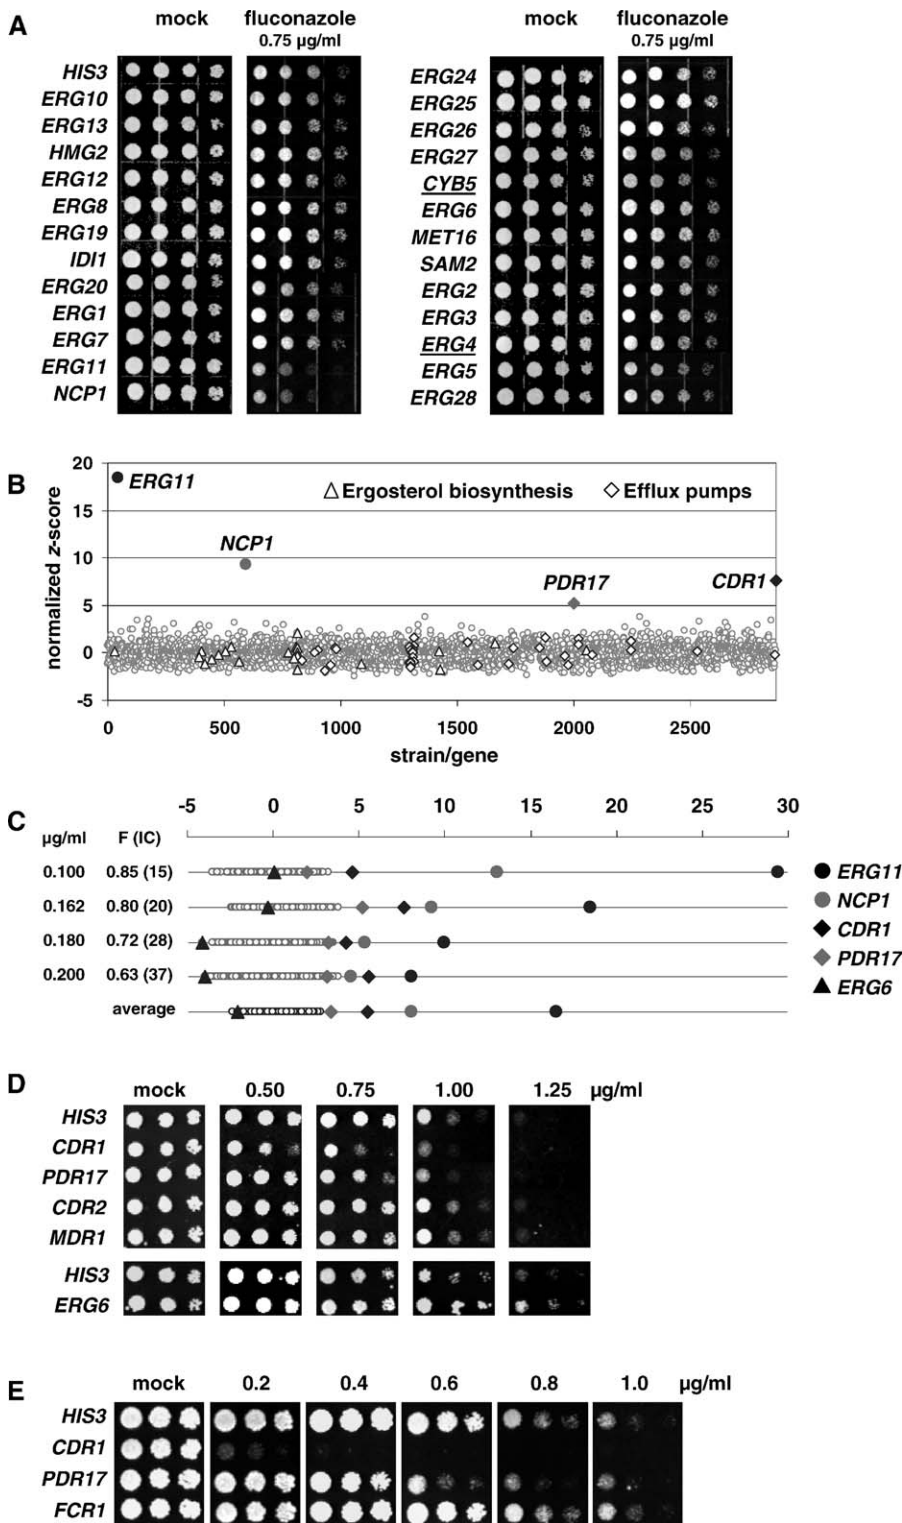 A
mock
fluconazole
0.75 µg/ml
mock
fluconazole
0.75 µg/ml
HIS3
ERG10
ERG13
HMG2
ERG12
ERG8
ERG19
IDI1
ERG20
ERG1
ERG7
ERG11
NCP1
ERG24
ERG25
ERG26
ERG27
CYB5
ERG6
MET16
SAM2
ERG2
ERG3
ERG4
ERG5
ERG28
B
normalized z-score
20
15
10
5
0
-5
ERG11
Ergosterol biosynthesis
Efflux pumps
NCP1
PDR17
CDR1
0 500 1000 1500 2000 2500
strain/gene
C
-5 0 5 10 15 20 25 30
µg/ml F (IC)
0.100 0.85 (15)
0.162 0.80 (20)
0.180 0.72 (28)
0.200 0.63 (37)
average
ERG11
NCP1
CDR1
PDR17
ERG6
D
mock 0.50 0.75 1.00 1.25 µg/ml
HIS3
CDR1
PDR17
CDR2
MDR1
HIS3
ERG6
E
mock 0.2 0.4 0.6 0.8 1.0 µg/ml
HIS3
CDR1
PDR17
FCR1